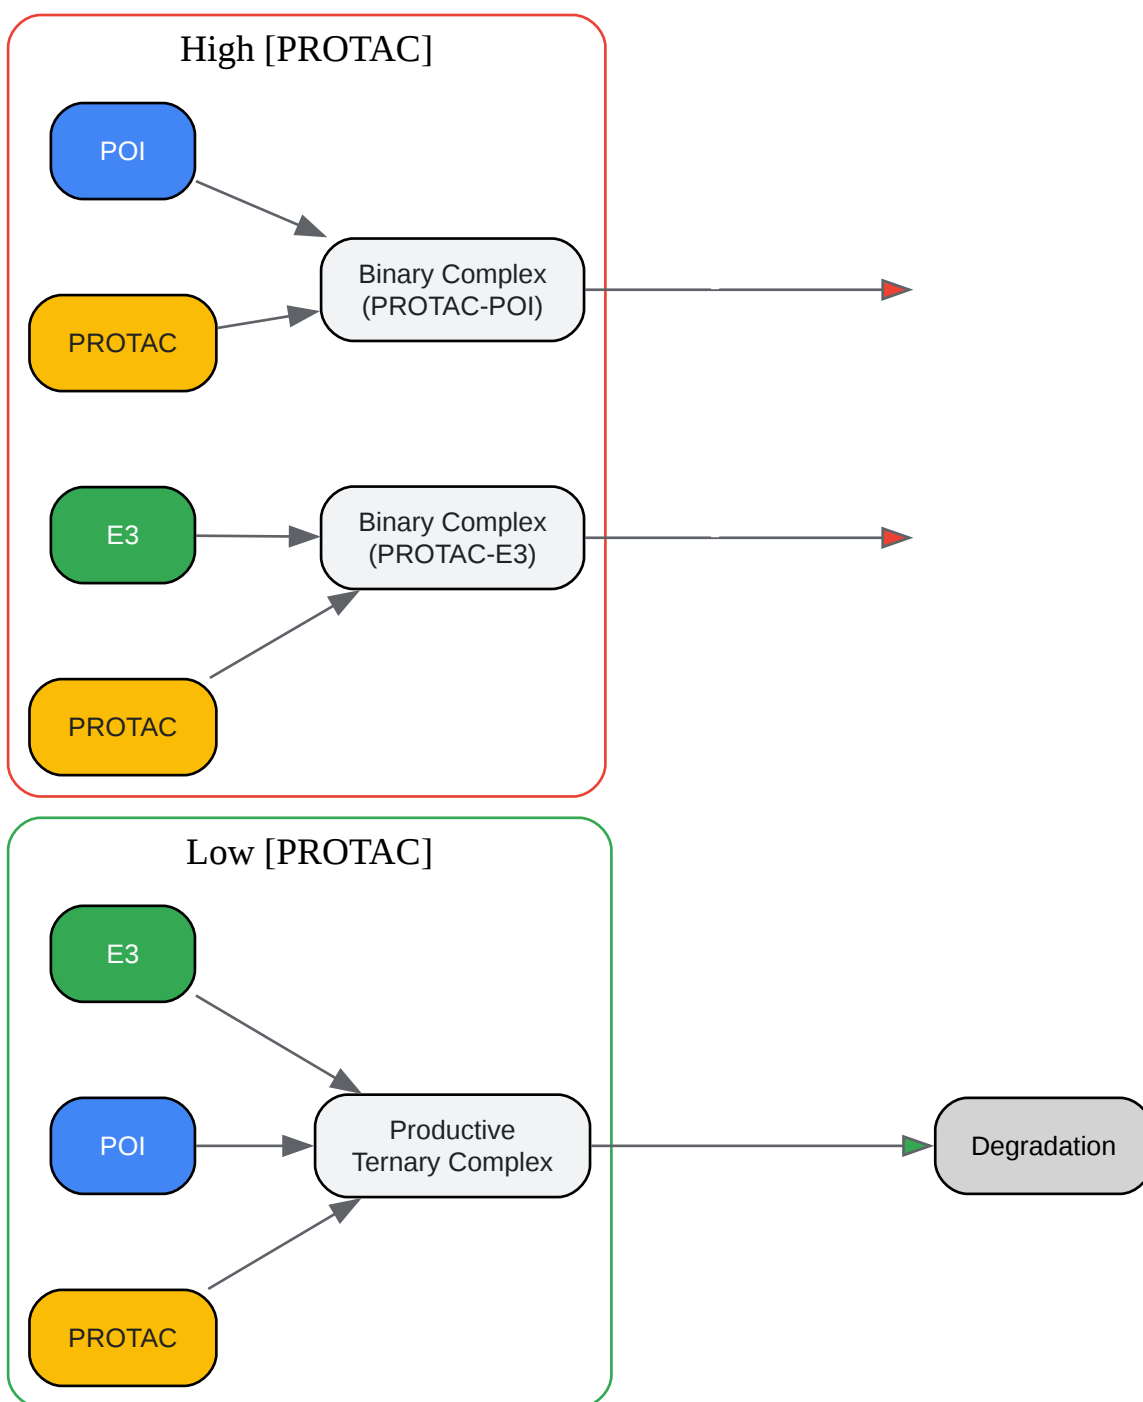 High [PROTAC]
POI
Binary Complex
(PROTAC-POI)
PROTAC
E3
Binary Complex
(PROTAC-E3)
PROTAC
Low [PROTAC]
E3
POI
Productive
Ternary Complex
Degradation
PROTAC